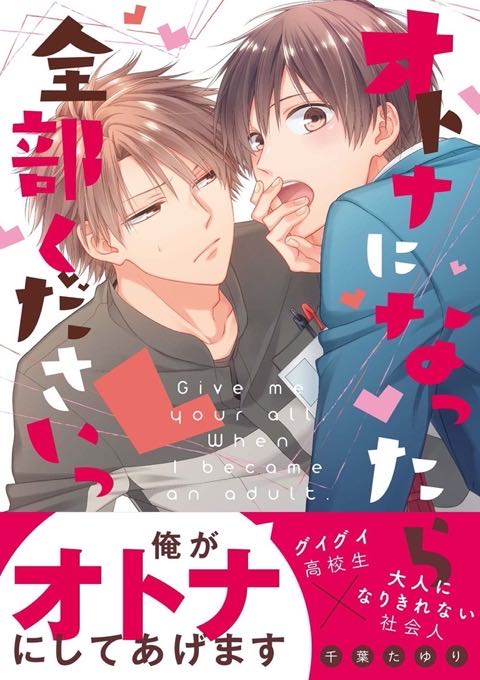 オトナになったら
全部くださいっ
Give me
your all.
When
I became
an adult.
俺が
オトナ
にしてあげます
グイグイ
高校生
×
大人に
なりきれない
社会人
千葉たゆり